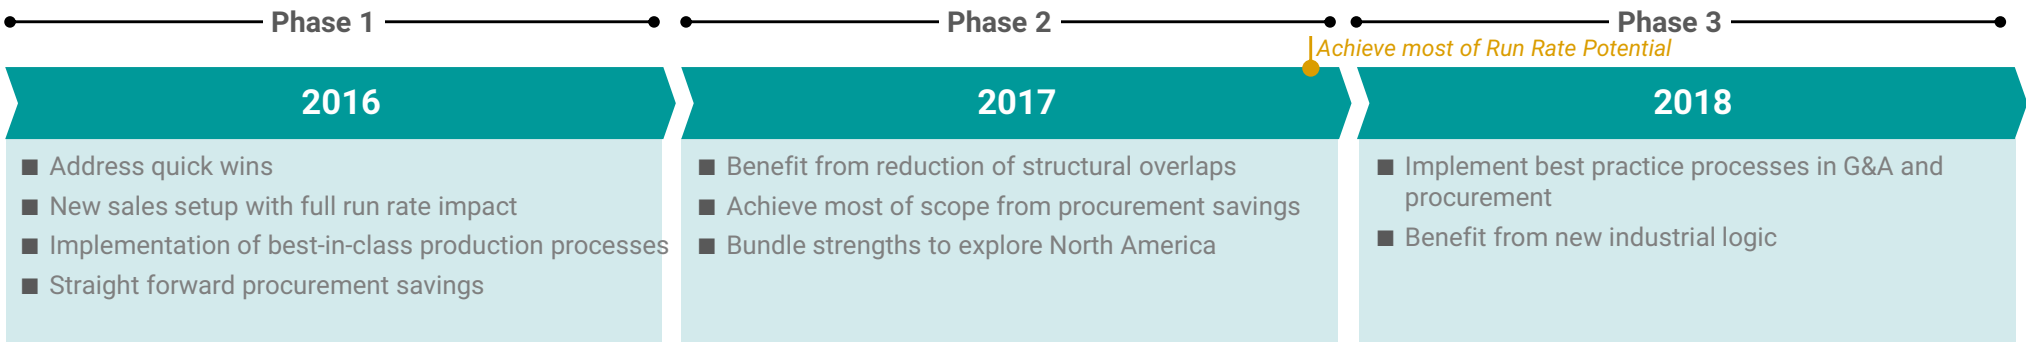 Phase 1
Phase 2
Phase 3
Achieve most of Run Rate Potential
2016
2017
2018
■ Address quick wins
■ New sales setup with full run rate impact
■ Implementation of best-in-class production processes
■ Straight forward procurement savings
■ Benefit from reduction of structural overlaps
■ Achieve most of scope from procurement savings
■ Bundle strengths to explore North America
■ Implement best practice processes in G&A and
procurement
■ Benefit from new industrial logic